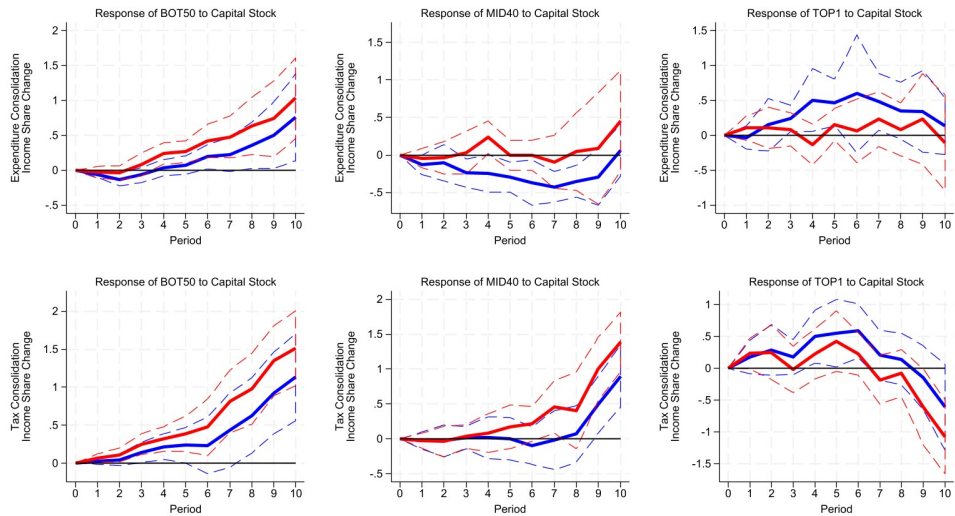 Response of BOT50 to Capital Stock
Expenditure Consolidation
Income Share Change
2
1.5
1
.5
0
-.5
0 1 2 3 4 5 6 7 8 9 10
Period
Response of MID40 to Capital Stock
Expenditure Consolidation
Income Share Change
1.5
1
.5
0
-.5
0 1 2 3 4 5 6 7 8 9 10
Period
Response of TOP1 to Capital Stock
Expenditure Consolidation
Income Share Change
1.5
1
.5
0
-.5
-1
0 1 2 3 4 5 6 7 8 9 10
Period
Response of BOT50 to Capital Stock
Tax Consolidation
Income Share Change
2
1.5
1
.5
0
0 1 2 3 4 5 6 7 8 9 10
Period
Response of MID40 to Capital Stock
Tax Consolidation
Income Share Change
2
1.5
1
.5
0
-.5
0 1 2 3 4 5 6 7 8 9 10
Period
Response of TOP1 to Capital Stock
Tax Consolidation
Income Share Change
1
.5
0
-.5
-1
-1.5
0 1 2 3 4 5 6 7 8 9 10
Period